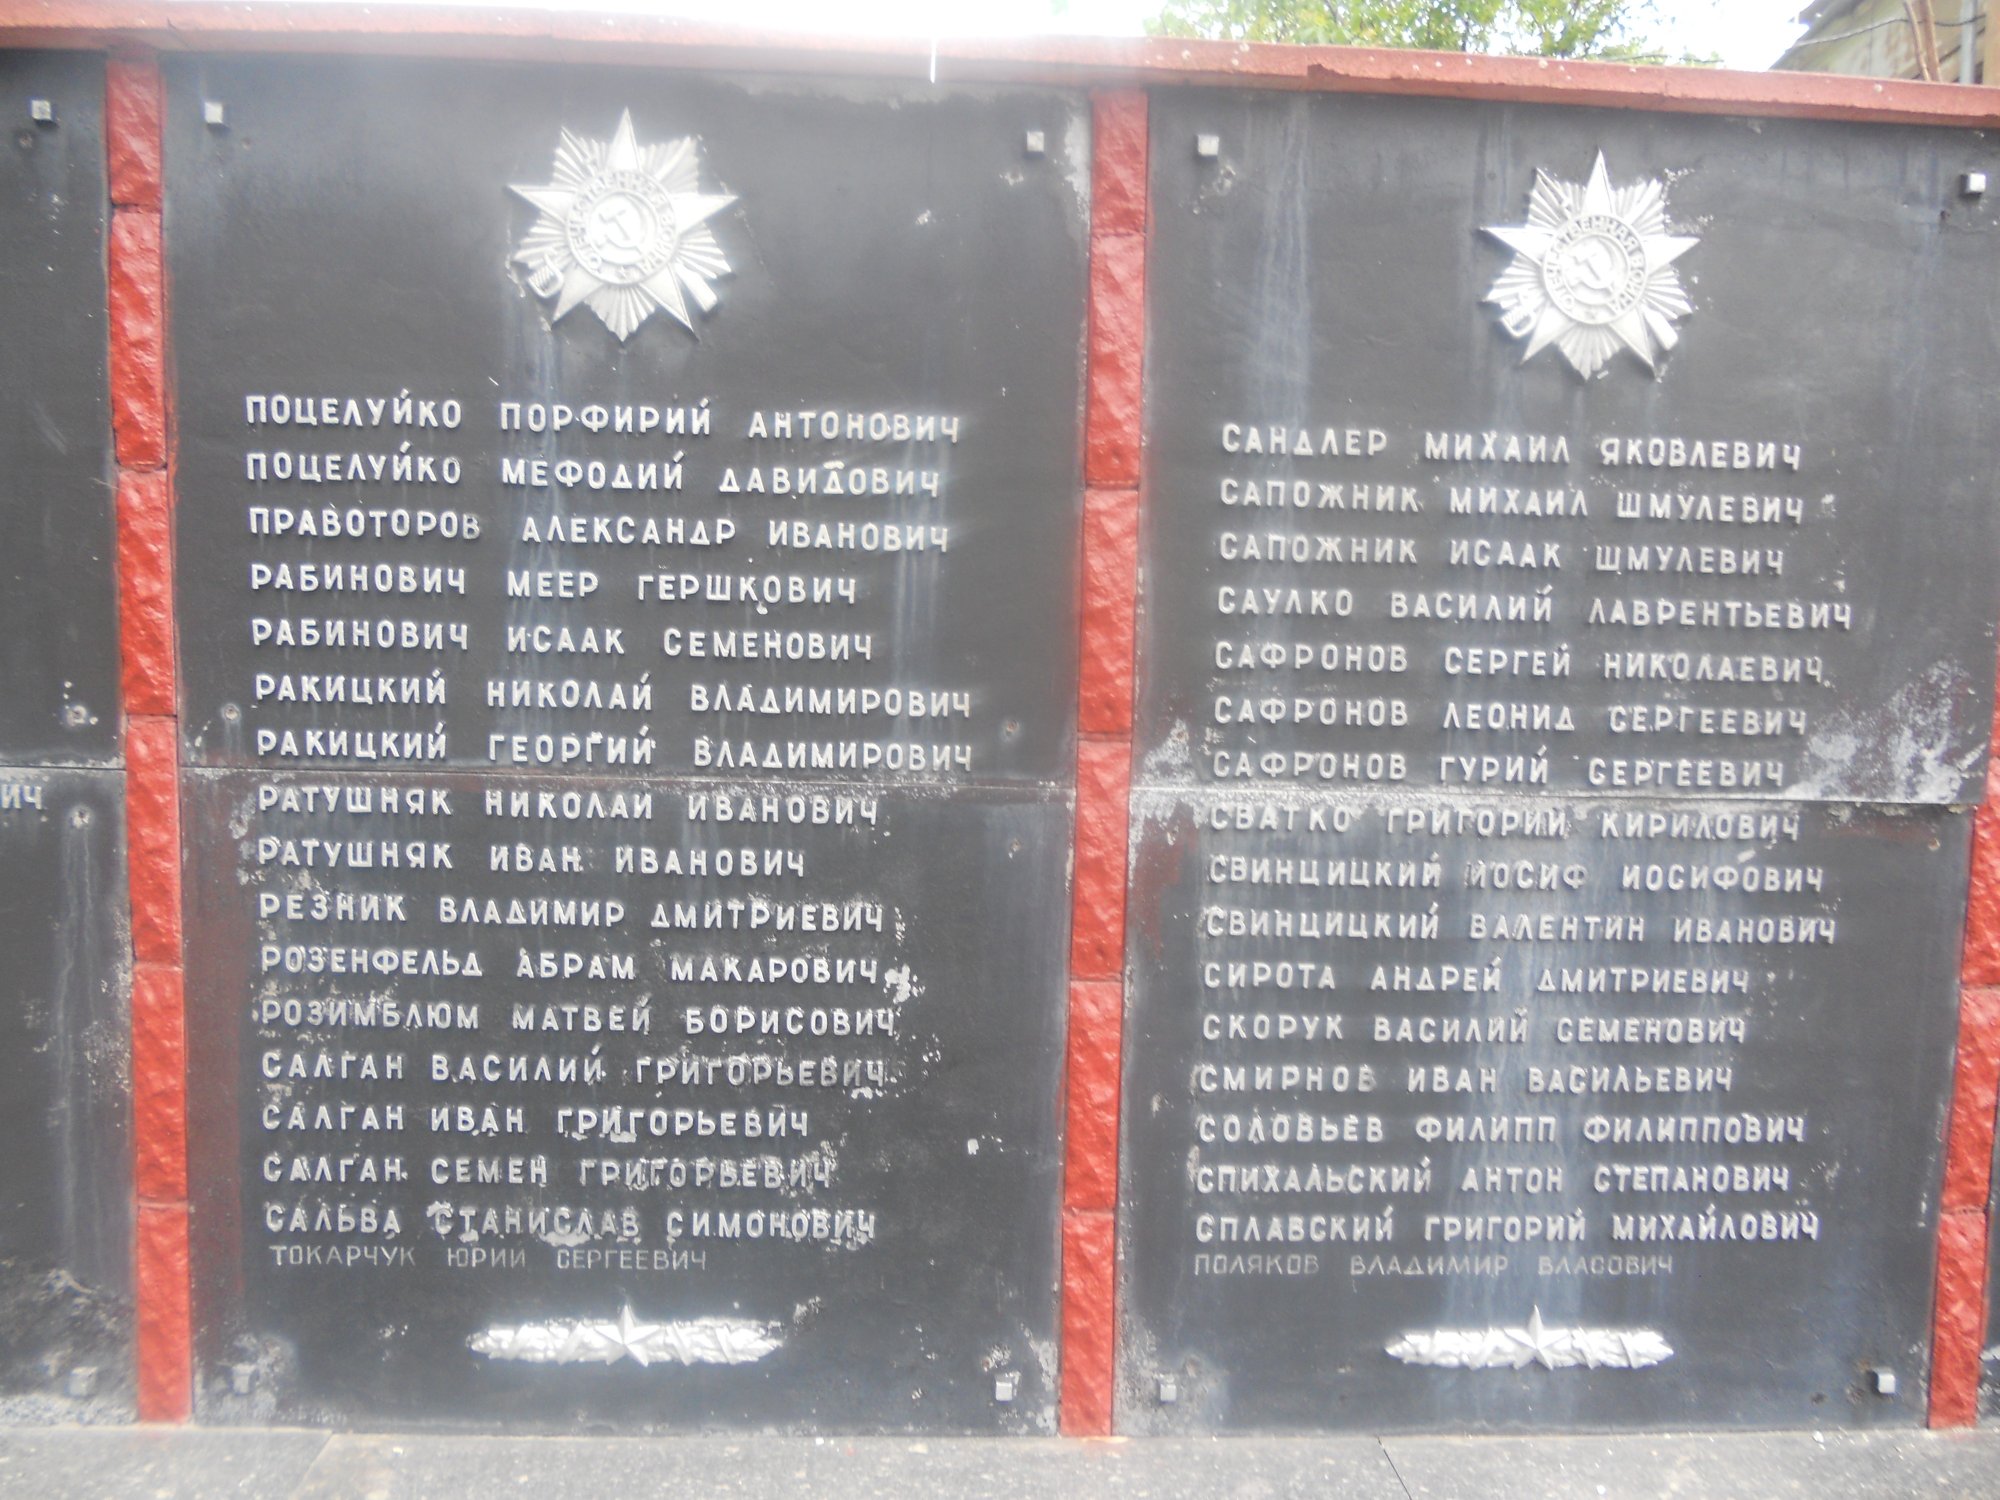 ИЧ
ОТЕЧЕСТВЕННАЯ ВОЙНА
ПОЦЕЛУЙКО ПОРФИРИЙ АНТОНОВИЧ
ПОЦЕЛУЙКО МЕФОДИЙ ДАВИДОВИЧ
ПРАВОТОРОВ АЛЕКСАНДР ИВАНОВИЧ
РАБИНОВИЧ МЕЕР ГЕРШКОВИЧ
РАБИНОВИЧ ИСААК СЕМЕНОВИЧ
РАКИЦКИЙ НИКОЛАЙ ВЛАДИМИРОВИЧ
РАКИЦКИЙ ГЕОРГИЙ ВЛАДИМИРОВИЧ
РАТУШНЯК НИКОЛАЙ ИВАНОВИЧ
РАТУШНЯК ИВАН ИВАНОВИЧ
РЕЗНИК ВЛАДИМИР ДМИТРИЕВИЧ
РОЗЕНФЕЛЬД АБРАМ МАКАРОВИЧ
РОЗИМБЛЮМ МАТВЕЙ БОРИСОВИЧ
САЛГАН ВАСИЛИЙ ГРИГОРЬЕВИЧ
САЛГАН ИВАН ГРИГОРЬЕВИЧ
САЛГАН СЕМЕН ГРИГОРЬЕВИЧ
САЛЬВА СТАНИСЛАВ СИМОНОВИЧ
ТОКАРЧУК ЮРИЙ СЕРГЕЕВИЧ
ОТЕЧЕСТВЕННАЯ ВОЙНА
САНДЛЕР МИХАИЛ ЯКОВЛЕВИЧ
САПОЖНИК МИХАИЛ ШМУЛЕВИЧ
САПОЖНИК ИСААК ШМУЛЕВИЧ
САУЛКО ВАСИЛИЙ ЛАВРЕНТЬЕВИЧ
САФРОНОВ СЕРГЕЙ НИКОЛАЕВИЧ
САФРОНОВ ЛЕОНИД СЕРГЕЕВИЧ
САФРОНОВ ГУРИЙ СЕРГЕЕВИЧ
СВАТКО ГРИГОРИЙ КИРИЛОВИЧ
СВИНЦИЦКИЙ ИОСИФ ИОСИФОВИЧ
СВИНЦИЦКИЙ ВАЛЕНТИН ИВАНОВИЧ
СИРОТА АНДРЕЙ ДМИТРИЕВИЧ
СКОРУК ВАСИЛИЙ СЕМЕНОВИЧ
СМИРНОВ ИВАН ВАСИЛЬЕВИЧ
СОЛОВЬЕВ ФИЛИПП ФИЛИППОВИЧ
СПИХАЛЬСКИЙ АНТОН СТЕПАНОВИЧ
СПЛАВСКИЙ ГРИГОРИЙ МИХАЙЛОВИЧ
ПОЛЯКОВ ВЛАДИМИР ВЛАСОВИЧ